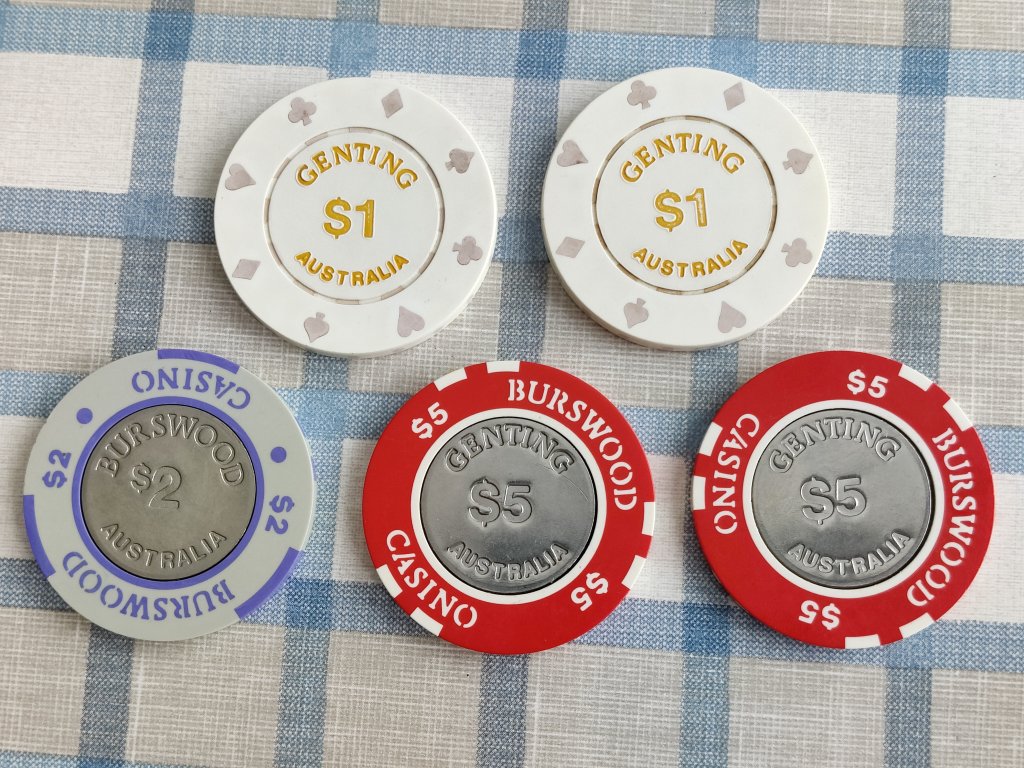 GENTING
$1
AUSTRALIA
GENTING
$1
AUSTRALIA
CASINO
$2
BURSWOOD
$2
AUSTRALIA
$2
BURSWOOD
$5
BURSWOOD
GENTING
$5
AUSTRALIA
CASINO
$5
$5
BURSWOOD
GENTING
$5
AUSTRALIA
CASINO
$5